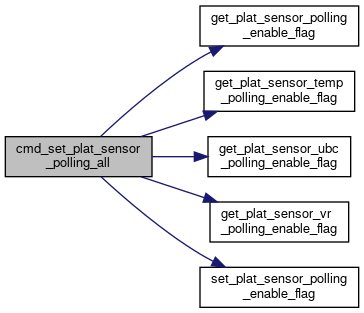 get_plat_sensor_polling
_enable_flag
get_plat_sensor_temp
_polling_enable_flag
cmd_set_plat_sensor
_polling_all
get_plat_sensor_ubc
_polling_enable_flag
get_plat_sensor_vr
_polling_enable_flag
set_plat_sensor_polling
_enable_flag